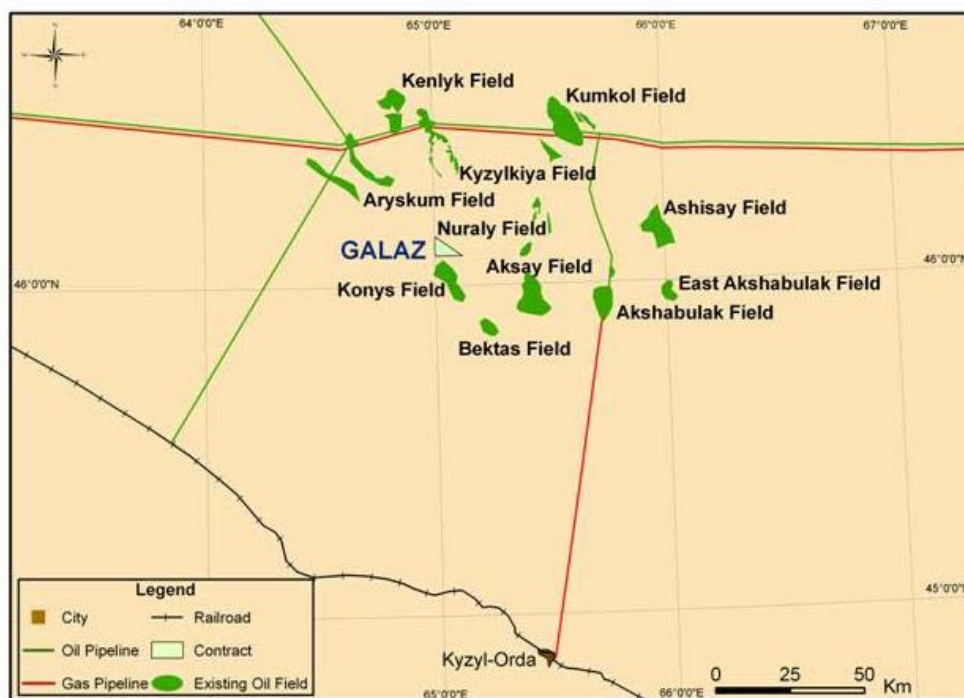 64°0'0"E
65°0'0"E
66°0'0"E
67°0'0"E
Kenlyk Field
Kumkol Field
Kyzylkiya Field
Aryskum Field
Ashisay Field
Nuraly Field
GALAZ
Aksay Field
46°0'0"N
46°0'0"N
Konys Field
East Akshabulak Field
Akshabulak Field
Bektas Field
Legend
City
Railroad
Oil Pipeline
Contract
Gas Pipeline
Existing Oil Field
45°0'0"N
Kyzyl-Orda
64°0'0"E
65°0'0"E
66°0'0"E
0 25 50
Km